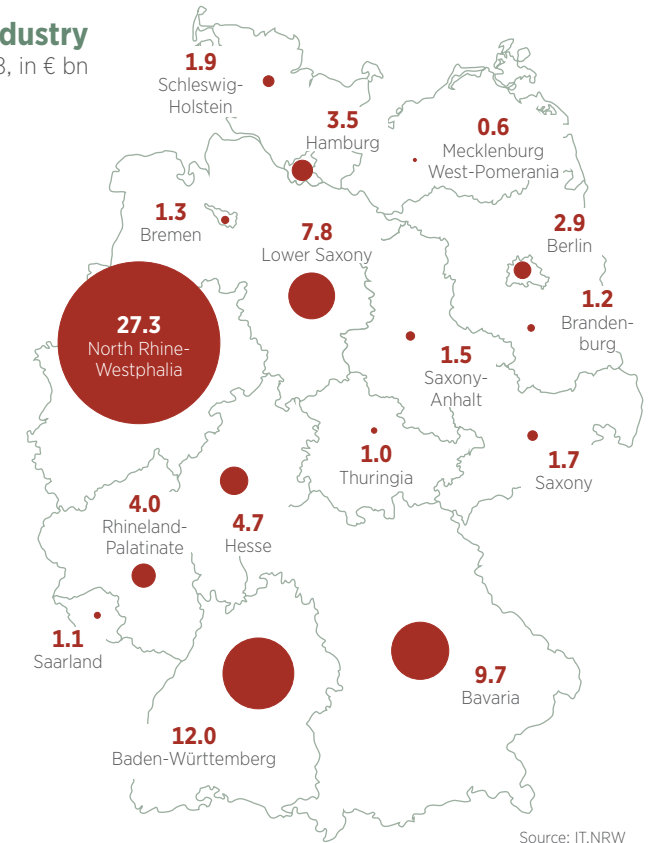 dustry
, in € bn
1.9
Schleswig-
Holstein
3.5
Hamburg
0.6
Mecklenburg
West-Pomerania
1.3
Bremen
7.8
Lower Saxony
2.9
Berlin
1.2
Branden-
burg
27.3
North Rhine-
Westphalia
1.5
Saxony-
Anhalt
1.0
Thuringia
1.7
Saxony
4.0
Rhineland-
Palatinate
4.7
Hesse
1.1
Saarland
9.7
Bavaria
12.0
Baden-Württemberg
Source: IT.NRW